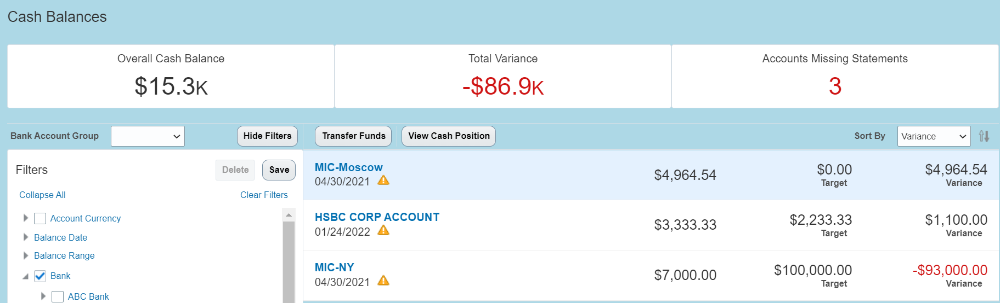 Cash Balances
Overall Cash Balance
$15.3K
Total Variance
-$86.9K
Accounts Missing Statements
3
Bank Account Group
Hide Filters
Transfer Funds
View Cash Position
Sort By
Variance
Filters
Delete
Save
Collapse All
Clear Filters
Account Currency
Balance Date
Balance Range
Bank
ABC Bank
MIC-Moscow
04/30/2021
$4,964.54
$0.00
Target
$4,964.54
Variance
HSBC CORP ACCOUNT
01/24/2022
$3,333.33
$2,233.33
Target
$1,100.00
Variance
MIC-NY
04/30/2021
$7,000.00
$100,000.00
Target
-$93,000.00
Variance